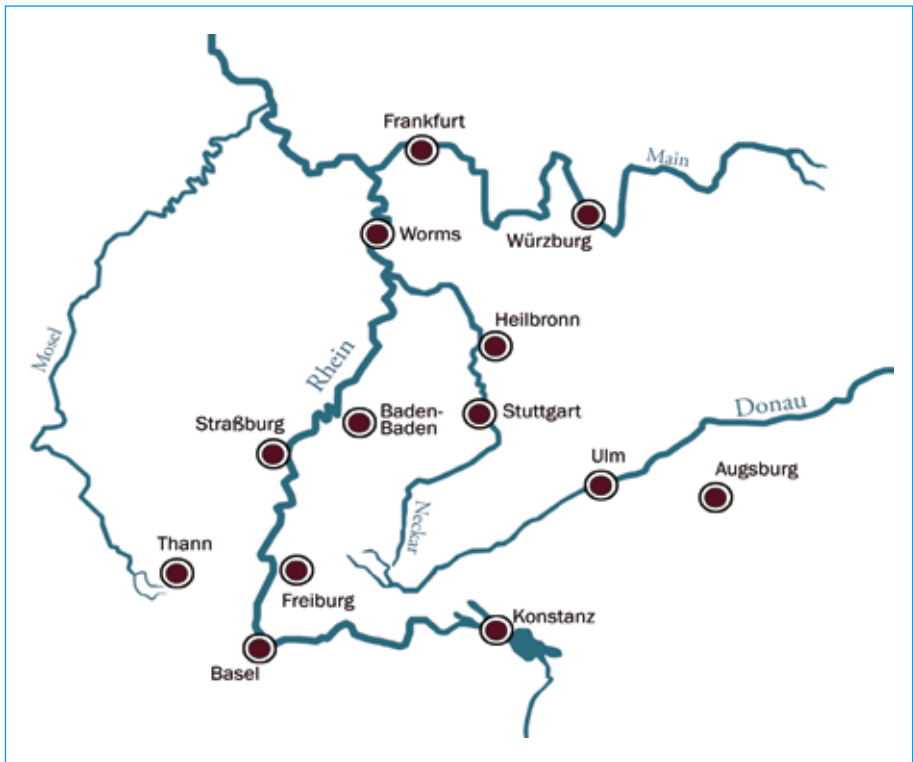 Frankfurt
Main
Würzburg
Worms
Heilbronn
Mosel
Rhein
Baden-
Baden
Stuttgart
Donau
Straßburg
Ulm
Augsburg
Neckar
Thann
Freiburg
Konstanz
Basel